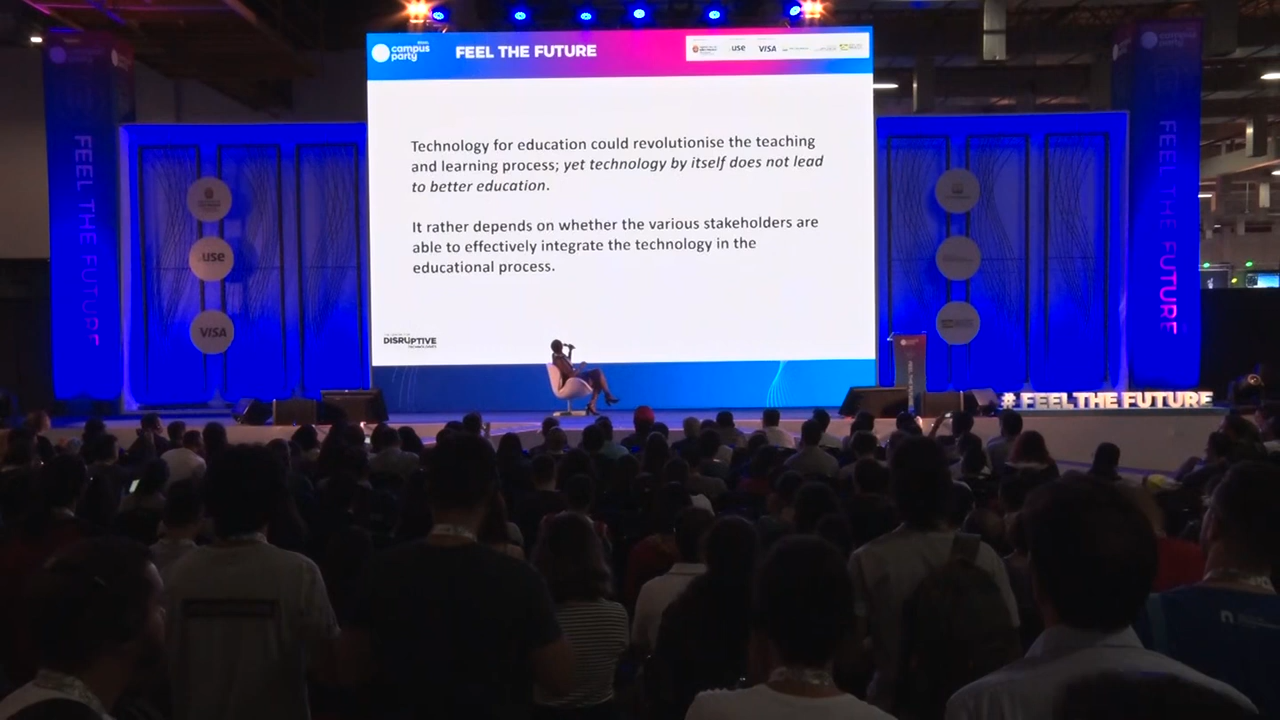 campus
party
FEEL THE FUTURE
use
VISA
Technology for education could revolutionise the teaching
and learning process; yet technology by itself does not lead
to better education.
It rather depends on whether the various stakeholders are
able to effectively integrate the technology in the
educational process.
DISRUPTIVE
FEEL THE FUTURE
use
VISA
FEEL THE FUTURE
# FEEL THE FUTURE
n